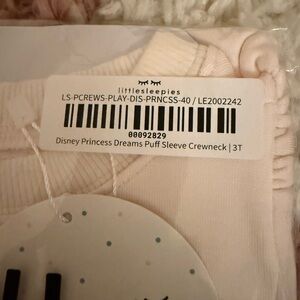 littlesleepies
LS-PCREWS-PLAY-DIS-PRNCSS-40 / LE2002242
00092829
Disney Princess Dreams Puff Sleeve Crewneck | 3T